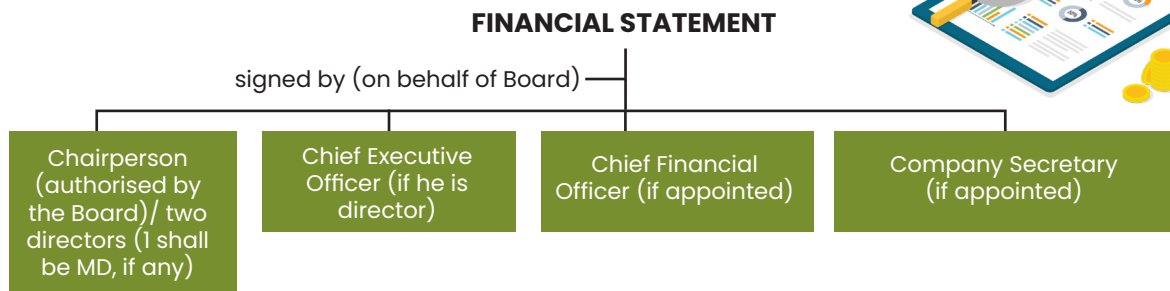 FINANCIAL STATEMENT
signed by (on behalf of Board)
Chairperson
(authorised by
the Board)/ two
directors (1 shall
be MD, if any)
Chief Executive
Officer (if he is
director)
Chief Financial
Officer (if appointed)
Company Secretary
(if appointed)